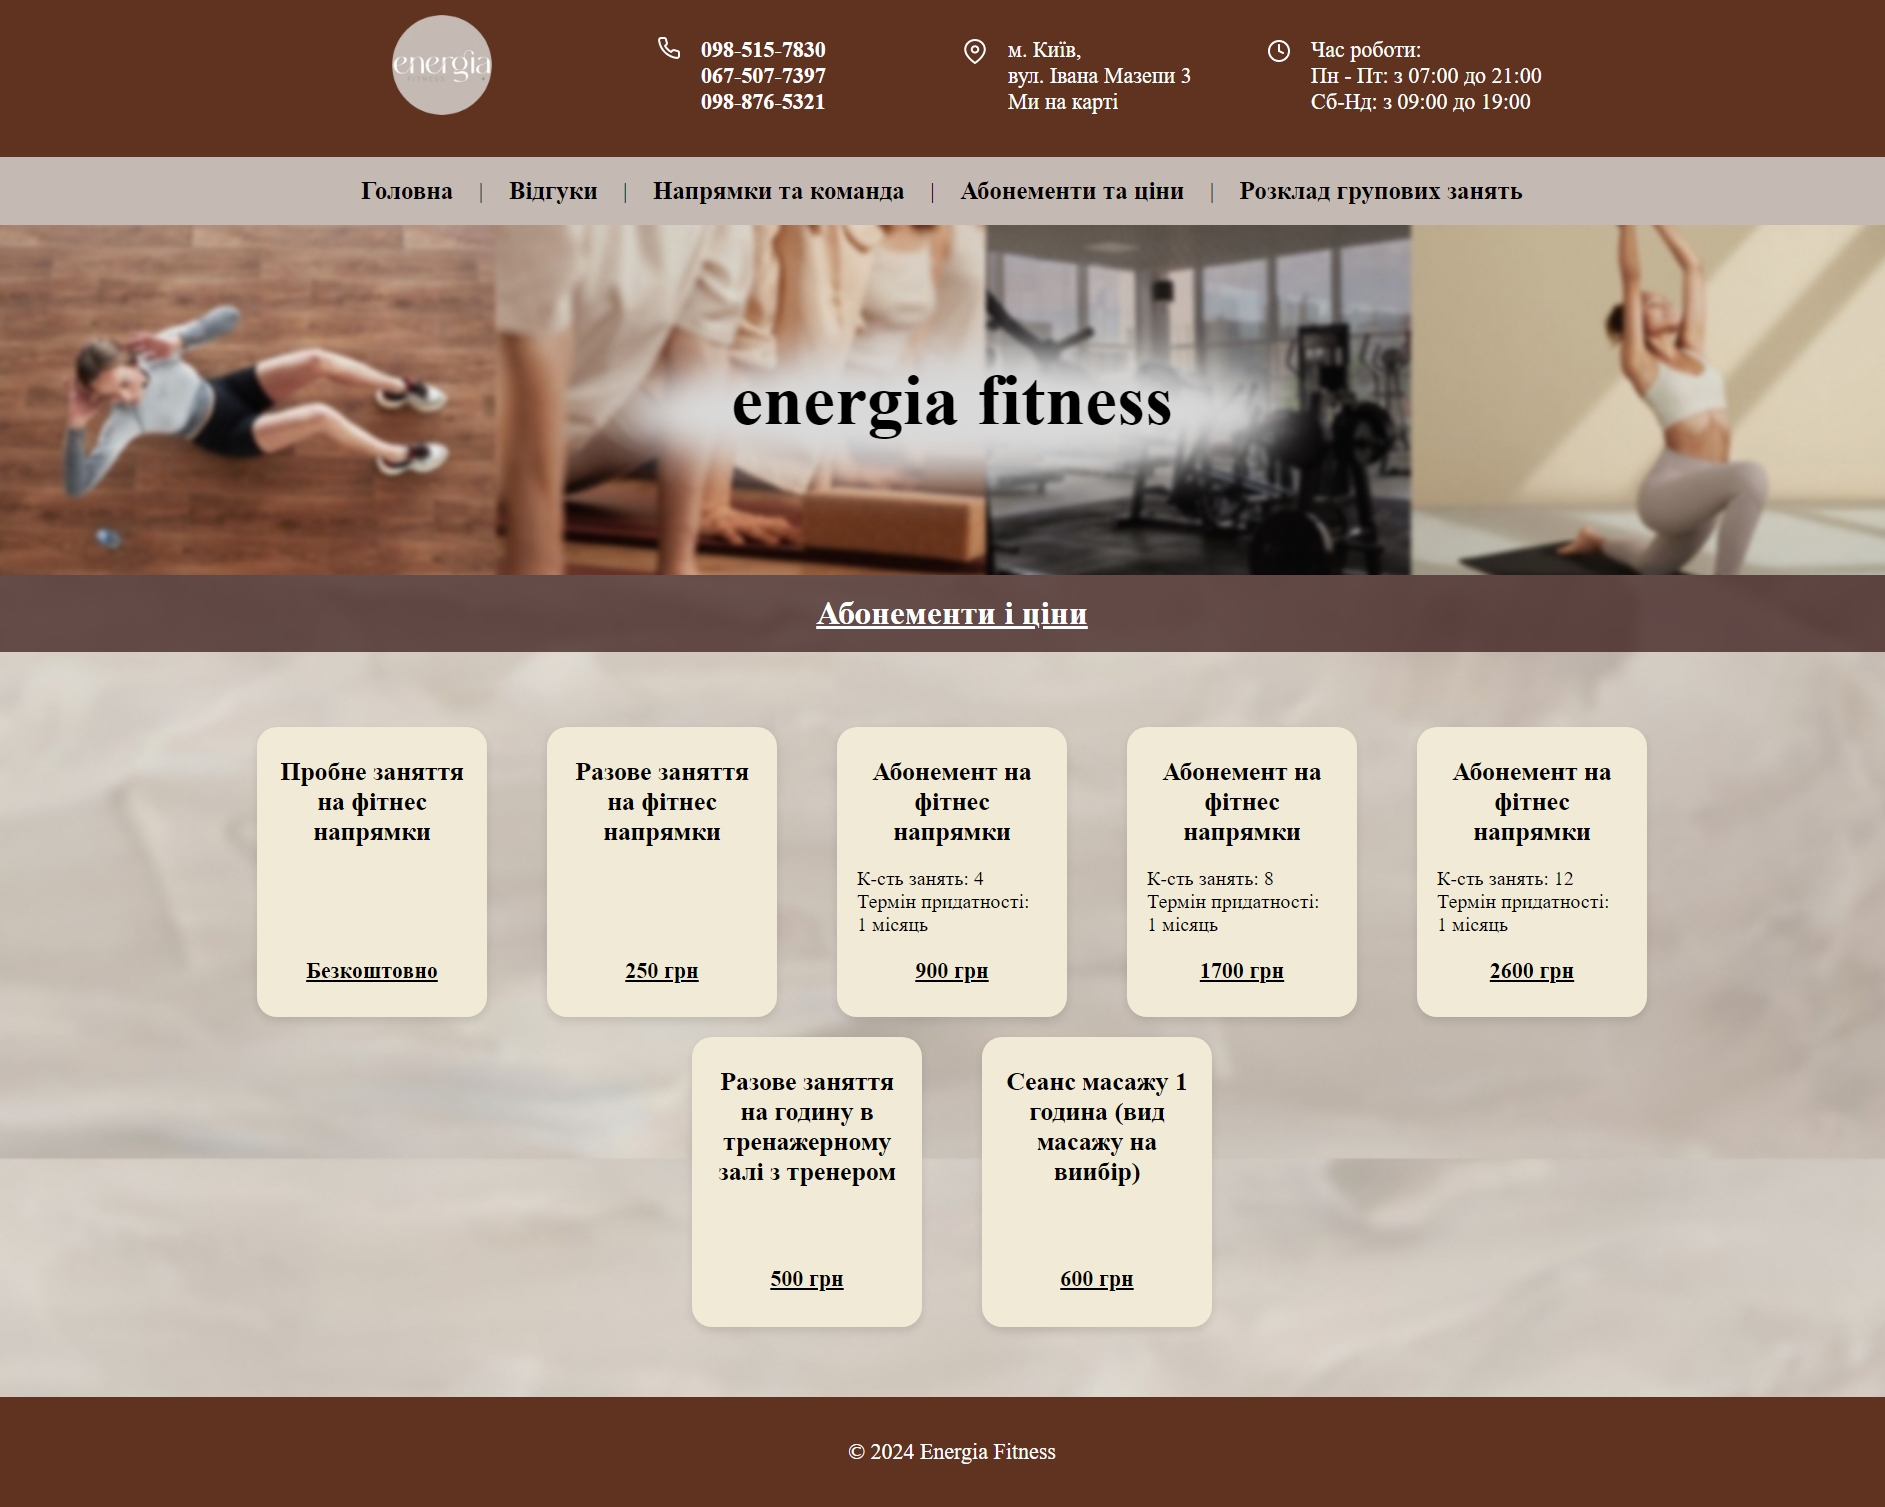 energia
098-515-7830
067-507-7397
098-876-5321
м. Київ,
вул. Івана Мазепи 3
Ми на карті
Час роботи:
Пн - Пт: з 07:00 до 21:00
Сб-Нд: з 09:00 до 19:00
Головна | Відгуки | Напрямки та команда | Абонементи та ціни | Розклад групових занять
energia fitness
Абонементи і ціни
Пробне заняття
на фітнес
напрямки
Безкоштовно
Разове заняття
на фітнес
напрямки
250 грн
Абонемент на
фітнес
напрямки
К-сть занять: 4
Термін придатності:
1 місяць
900 грн
Абонемент на
фітнес
напрямки
К-сть занять: 8
Термін придатності:
1 місяць
1700 грн
Абонемент на
фітнес
напрямки
К-сть занять: 12
Термін придатності:
1 місяць
2600 грн
Разове заняття
на годину в
тренажерному
залі з тренером
500 грн
Сеанс масажу 1
година (вид
масажу на
виибір)
600 грн
© 2024 Energia Fitness